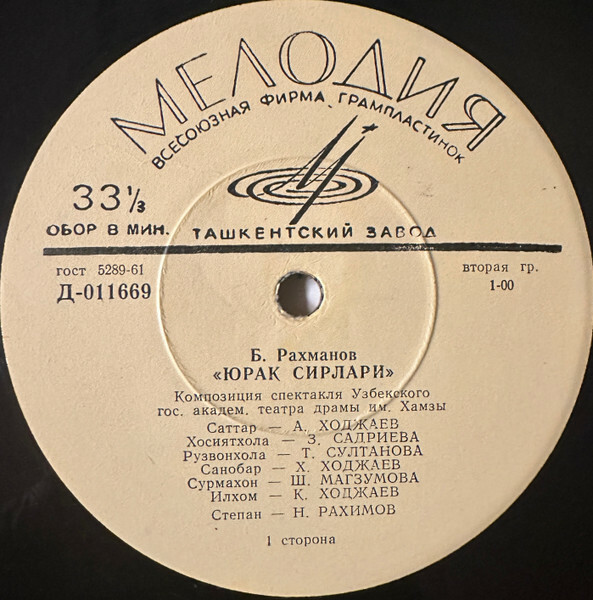 МЕЛОДИЯ
ВСЕСОЮЗНАЯ ФИРМА ГРАМПЛАСТИНОК
33⅓
ОБОР В МИН. ТАШКЕНТСКИЙ ЗАВОД
гост 5289-61
вторая гр.
Д-011669
1-00
Б. Рахманов
«ЮРАК СИРЛАРИ»
Композиция спектакля Узбекского
гос. академ. театра драмы им. Хамзы
Саттар — А. ХОДЖАЕВ
Хосиятхола — З. САДРИЕВА
Рузвонхола — Т. СУЛТАНОВА
Санобар — Х. ХОДЖАЕВ
Сурмахон — Ш. МАГЗУМОВА
Илхом — К. ХОДЖАЕВ
Степан — Н. РАХИМОВ
1 сторона